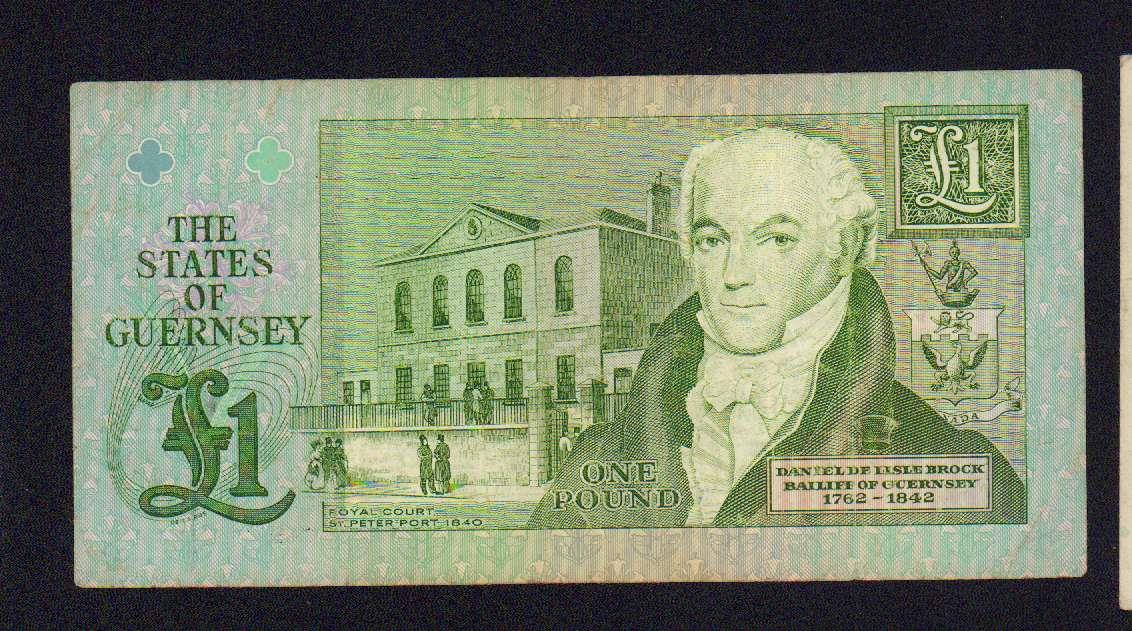 £1
THE
STATES
OF
GUERNSEY
£1
ROYAL COURT
ST. PETER PORT 1840
ONE
POUND
DANIEL DE LISLE BROCK
BAILIFF OF GUERNSEY
1762 - 1842